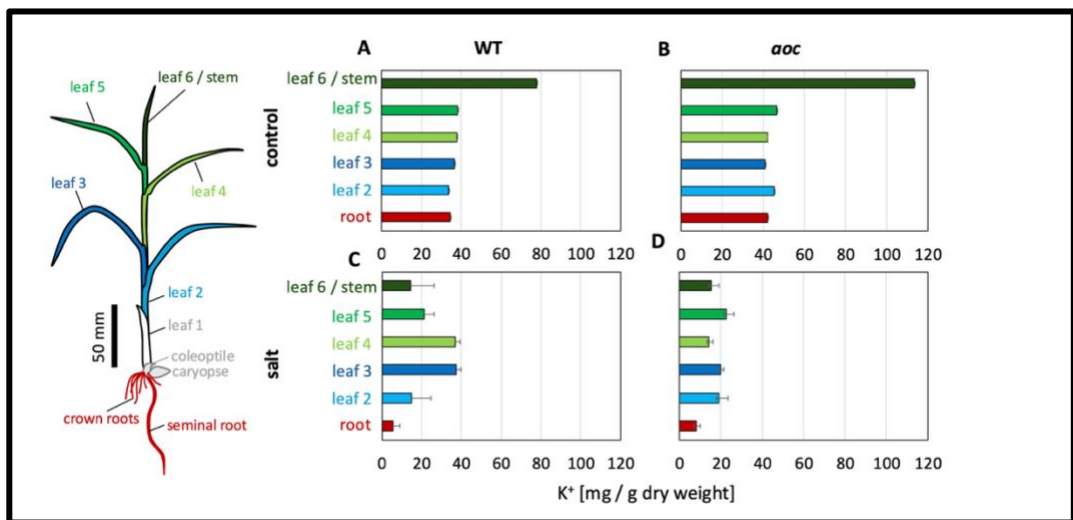 leaf 6 / stem
leaf 5
leaf 4
leaf 3
leaf 2
leaf 1
coleoptile
caryopse
crown roots
seminal root
50 mm
A WT
B aoc
control
leaf 6 / stem
leaf 5
leaf 4
leaf 3
leaf 2
root
0 20 40 60 80 100 120
0 20 40 60 80 100 120
C
D
salt
leaf 6 / stem
leaf 5
leaf 4
leaf 3
leaf 2
root
0 20 40 60 80 100 120
0 20 40 60 80 100 120
K⁺ [mg / g dry weight]